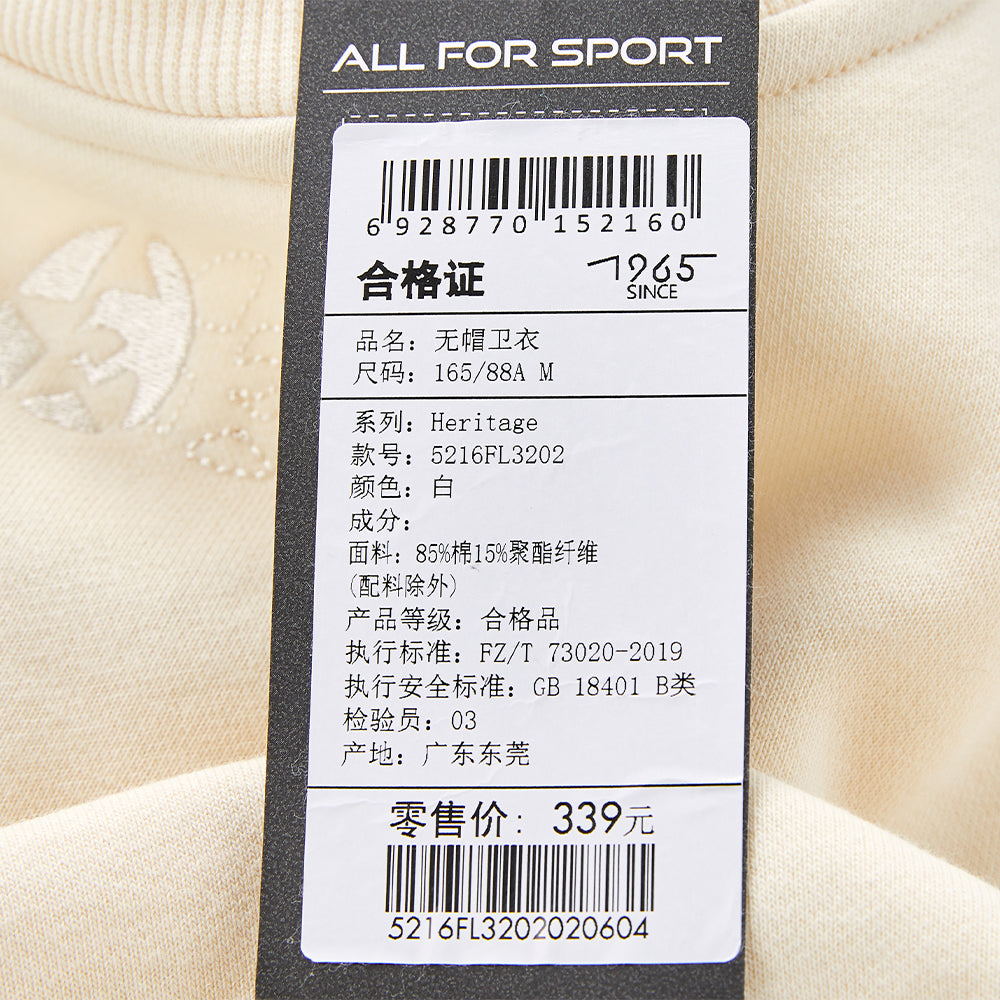 ALL FOR SPORT
6 928770 152160
合格证
1965
SINCE
品名：无帽卫衣
尺码：165/88A M
系列：Heritage
款号：5216FL3202
颜色：白
成分：
面料：85%棉15%聚酯纤维
(配料除外)
产品等级：合格品
执行标准：FZ/T 73020-2019
执行安全标准：GB 18401 B类
检验员：03
产地：广东东莞
零售价：339元
5216FL3202020604